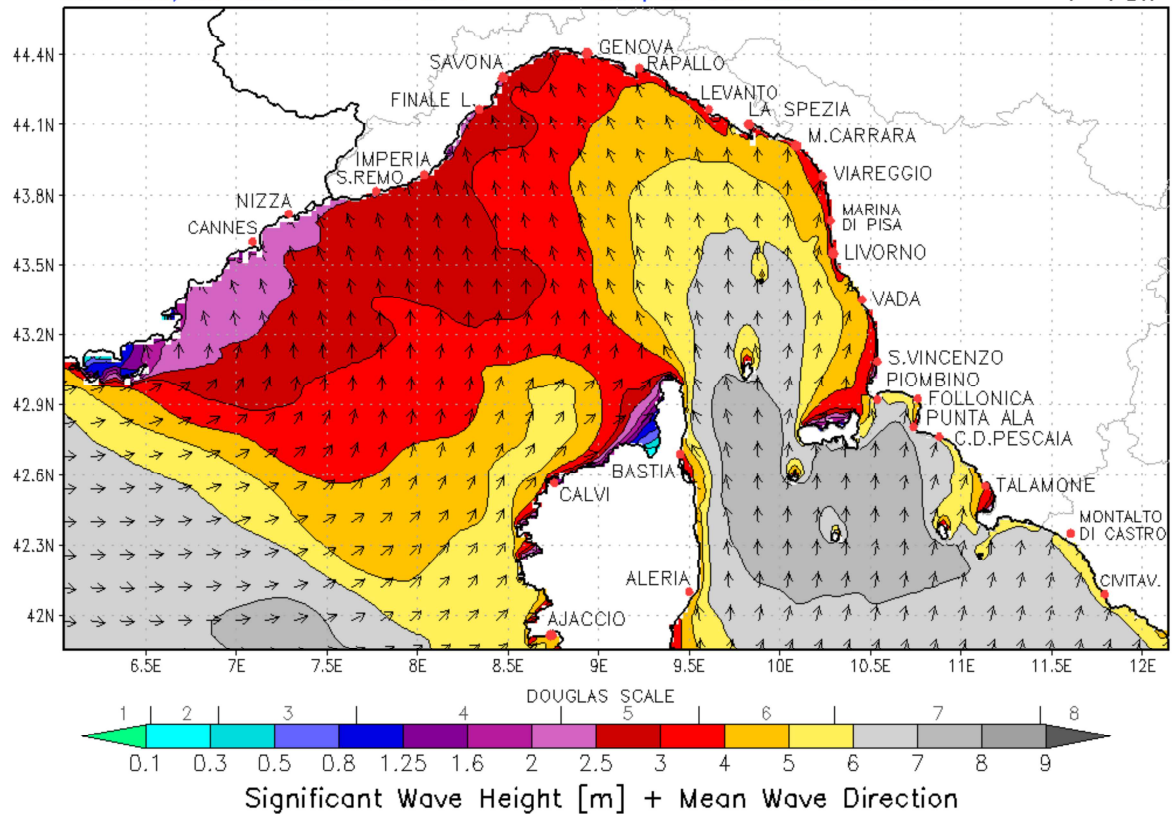 44.4N
44.1N
43.8N
43.5N
43.2N
42.9N
42.6N
42.3N
42N
GENOVA
SAVONA
RAPALLO
FINALE L.
LEVANTO
LA SPEZIA
M.CARRARA
IMPERIA
S.REMO
VIAREGGIO
NIZZA
MARINA
DI PISA
CANNES
LIVORNO
VADA
S.VINCENZO
PIOMBINO
FOLLONICA
PUNTA ALA
C.D.PESCAIA
BASTIA
CALVI
TALAMONE
MONTALTO
DI CASTRO
ALERIA
CIVITAV.
AJACCIO
6.5E 7E 7.5E 8E 8.5E 9E 9.5E 10E 10.5E 11E 11.5E 12E
DOUGLAS SCALE
1 2 3 4 5 6 7 8
0.1 0.3 0.5 0.8 1.25 1.6 2 2.5 3 4 5 6 7 8 9
Significant Wave Height [m] + Mean Wave Direction